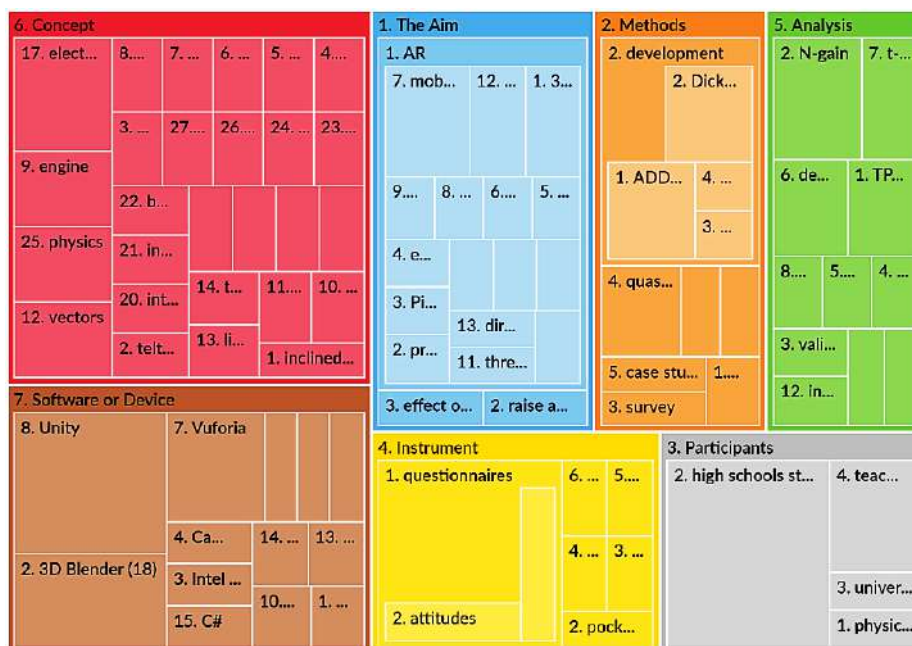 6. Concept
17. elect...
8....
7. ...
6. ...
5. ...
4....
3. ...
27....
26....
24. ...
23....
9. engine
22. b...
25. physics
21. in...
20. int...
14. t...
11....
10. ...
12. vectors
2. telt...
13. li...
1. inclined...
1. The Aim
1. AR
7. mob...
12. ...
1. 3...
9....
8. ...
6. ...
5. ...
4. e...
3. Pi...
13. dir...
2. pr...
11. thre...
3. effect o...
2. raise a...
2. Methods
2. development
2. Dick...
1. ADD...
4. ...
3. ...
4. quas...
5. case stu...
1....
3. survey
5. Analysis
2. N-gain
7. t-...
6. de...
1. TP...
8....
5....
4. ...
3. vali...
12. in...
7. Software or Device
8. Unity
7. Vuforia
4. Ca...
14. ...
13. ...
2. 3D Blender (18)
3. Intel ...
10....
1. ...
15. C#
4. Instrument
1. questionnaires
6. ...
5....
4. ...
3. ...
2. attitudes
2. pock...
3. Participants
2. high schools st...
4. teac...
3. univer...
1. physic...